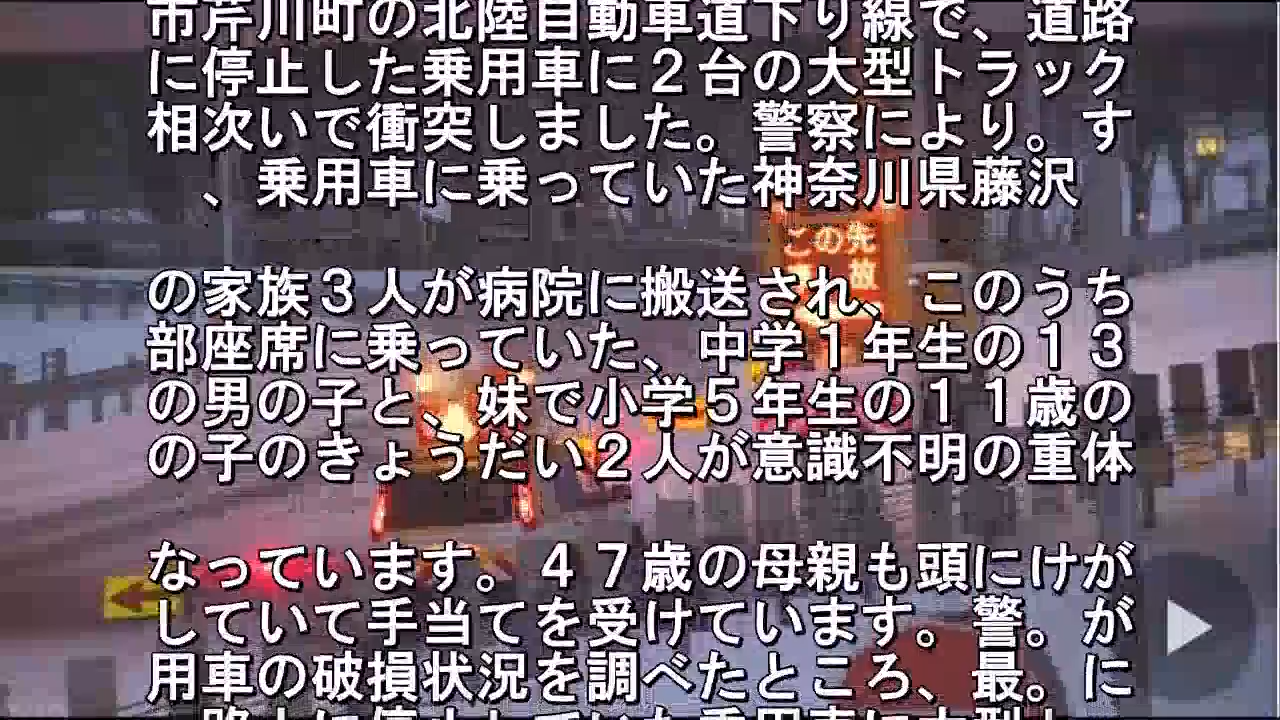 市芹川町の北陸自動車道下り線で、道路
に停止した乗用車に２台の大型トラック
相次いで衝突しました。警察により。す
、乗用車に乗っていた神奈川県藤沢
この先
故
の家族３人が病院に搬送され、このうち
部座席に乗っていた、中学１年生の１３
の男の子と、妹で小学５年生の１１歳の
の子のきょうだい２人が意識不明の重体
なっています。４７歳の母親も頭にけが
していて手当てを受けています。警。が
用車の破損状況を調べたところ、最。に